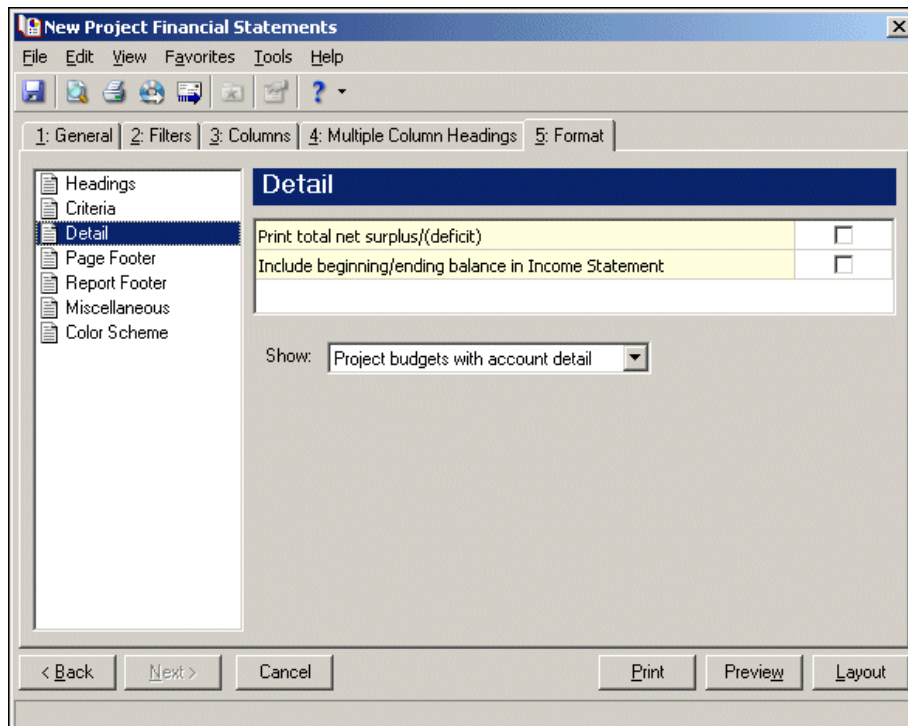 New Project Financial Statements
File Edit View Favorites Tools Help
?
1: General 2: Filters 3: Columns 4: Multiple Column Headings 5: Format
Headings
Criteria
Detail
Page Footer
Report Footer
Miscellaneous
Color Scheme
Detail
Print total net surplus/(deficit)
Include beginning/ending balance in Income Statement
Show: Project budgets with account detail
< Back Next > Cancel Print Preview Layout